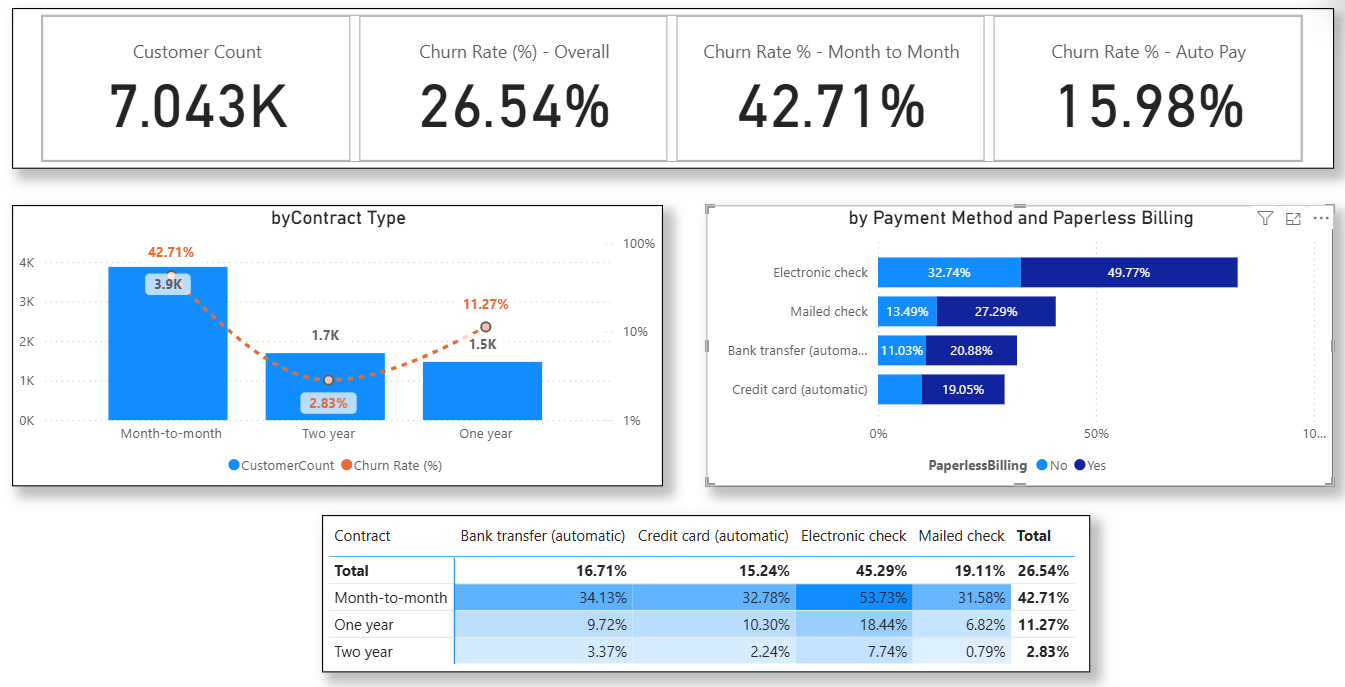 Customer Count
7.043K
Churn Rate (%) - Overall
26.54%
Churn Rate % - Month to Month
42.71%
Churn Rate % - Auto Pay
15.98%
byContract Type
4K
3K
2K
1K
0K
100%
10%
1%
42.71%
3.9K
1.7K
2.83%
11.27%
1.5K
Month-to-month
Two year
One year
CustomerCount Churn Rate (%)
by Payment Method and Paperless Billing
Electronic check 32.74% 49.77%
Mailed check 13.49% 27.29%
Bank transfer (automa... 11.03% 20.88%
Credit card (automatic) 19.05%
0% 50% 10...
PaperlessBilling No Yes
Contract Bank transfer (automatic) Credit card (automatic) Electronic check Mailed check Total
Total 16.71% 15.24% 45.29% 19.11% 26.54%
Month-to-month 34.13% 32.78% 53.73% 31.58% 42.71%
One year 9.72% 10.30% 18.44% 6.82% 11.27%
Two year 3.37% 2.24% 7.74% 0.79% 2.83%